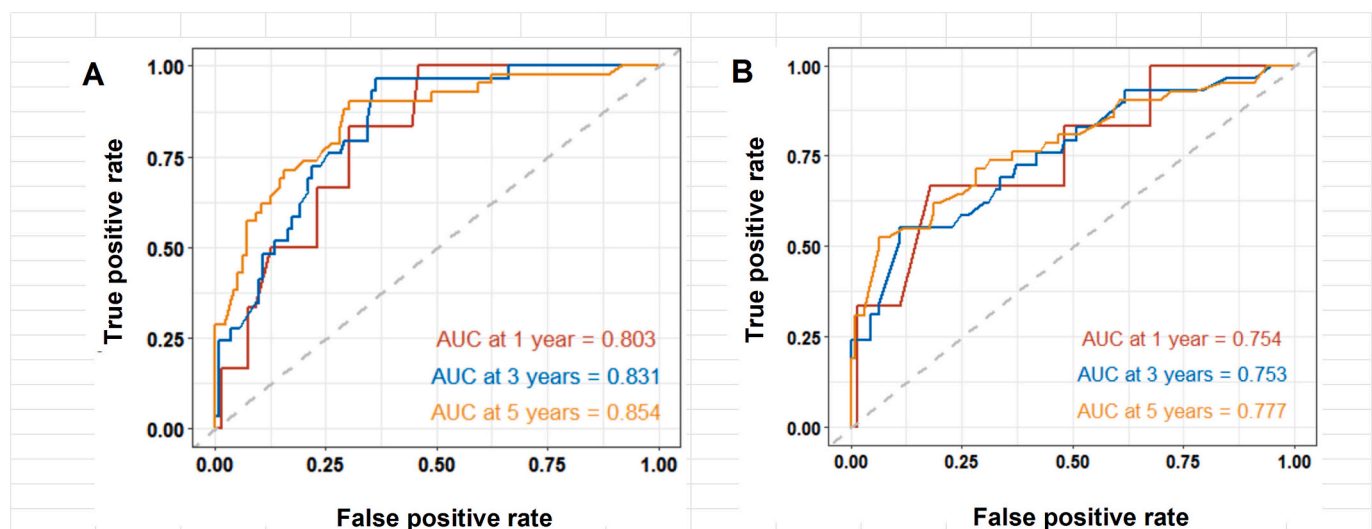 A
True positive rate
1.00
0.75
0.50
0.25
0.00
AUC at 1 year = 0.803
AUC at 3 years = 0.831
AUC at 5 years = 0.854
0.00 0.25 0.50 0.75 1.00
False positive rate
B
True positive rate
1.00
0.75
0.50
0.25
0.00
AUC at 1 year = 0.754
AUC at 3 years = 0.753
AUC at 5 years = 0.777
0.00 0.25 0.50 0.75 1.00
False positive rate